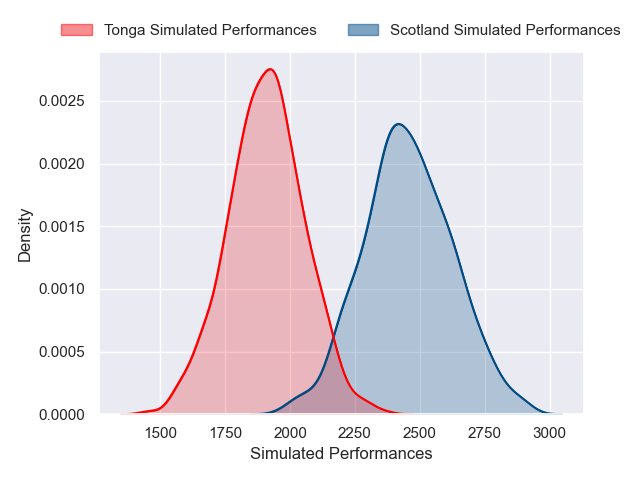 Tonga Simulated Performances Scotland Simulated Performances
0.0025
0.0020
0.0015
0.0010
0.0005
0.0000
Density
1500 1750 2000 2250 2500 2750 3000
Simulated Performances